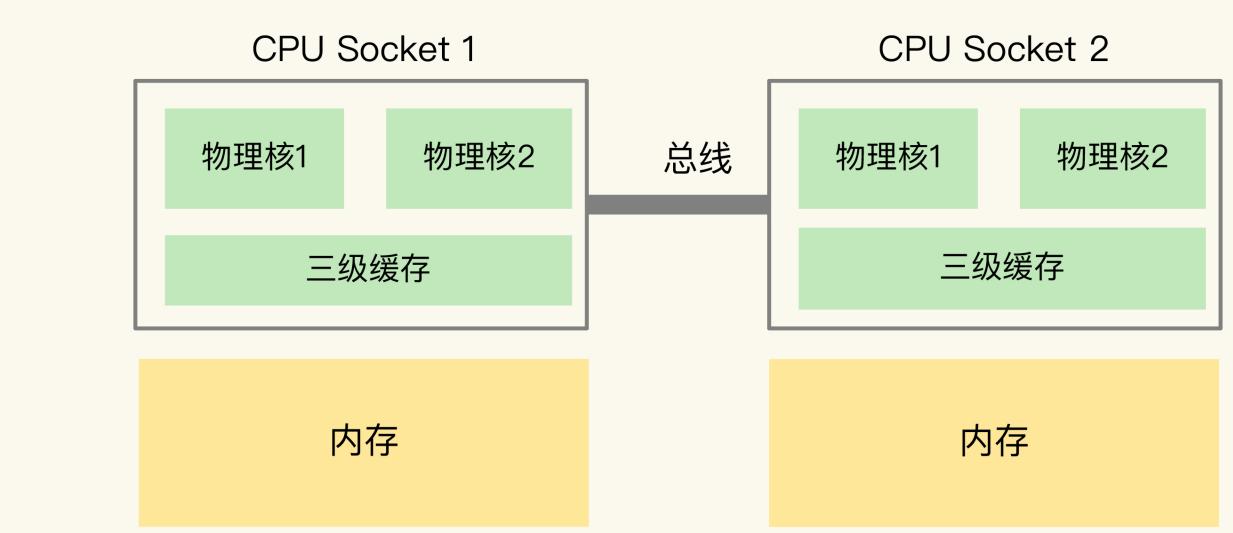 CPU Socket 1
物理核1
物理核2
三级缓存
内存
总线
CPU Socket 2
物理核1
物理核2
三级缓存
内存